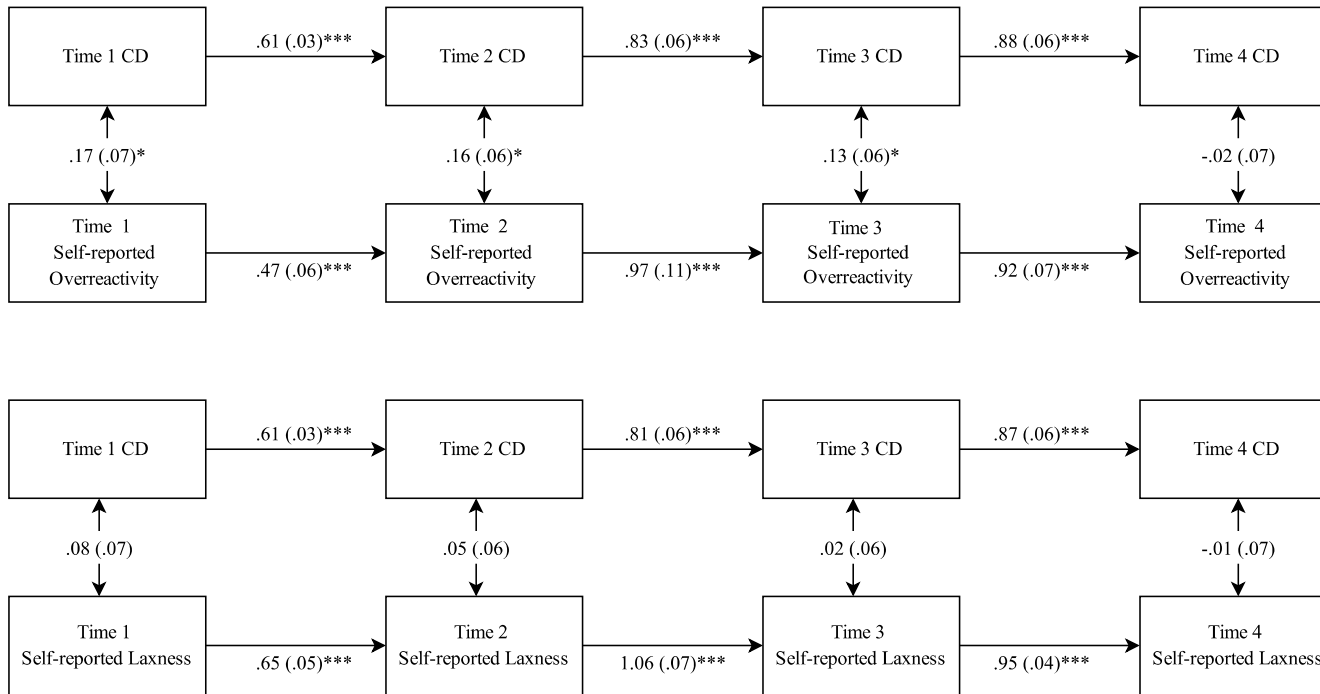 .61 (.03)***
.83 (.06)***
.88 (.06)***
Time 1 CD
Time 2 CD
Time 3 CD
Time 4 CD
.17 (.07)*
.16 (.06)*
.13 (.06)*
-.02 (.07)
Time 1
Self-reported
Overreactivity
Time 2
Self-reported
Overreactivity
Time 3
Self-reported
Overreactivity
Time 4
Self-reported
Overreactivity
.47 (.06)***
.97 (.11)***
.92 (.07)***
.61 (.03)***
.81 (.06)***
.87 (.06)***
Time 1 CD
Time 2 CD
Time 3 CD
Time 4 CD
.08 (.07)
.05 (.06)
.02 (.06)
-.01 (.07)
Time 1
Self-reported Laxness
Time 2
Self-reported Laxness
Time 3
Self-reported Laxness
Time 4
Self-reported Laxness
.65 (.05)***
1.06 (.07)***
.95 (.04)***